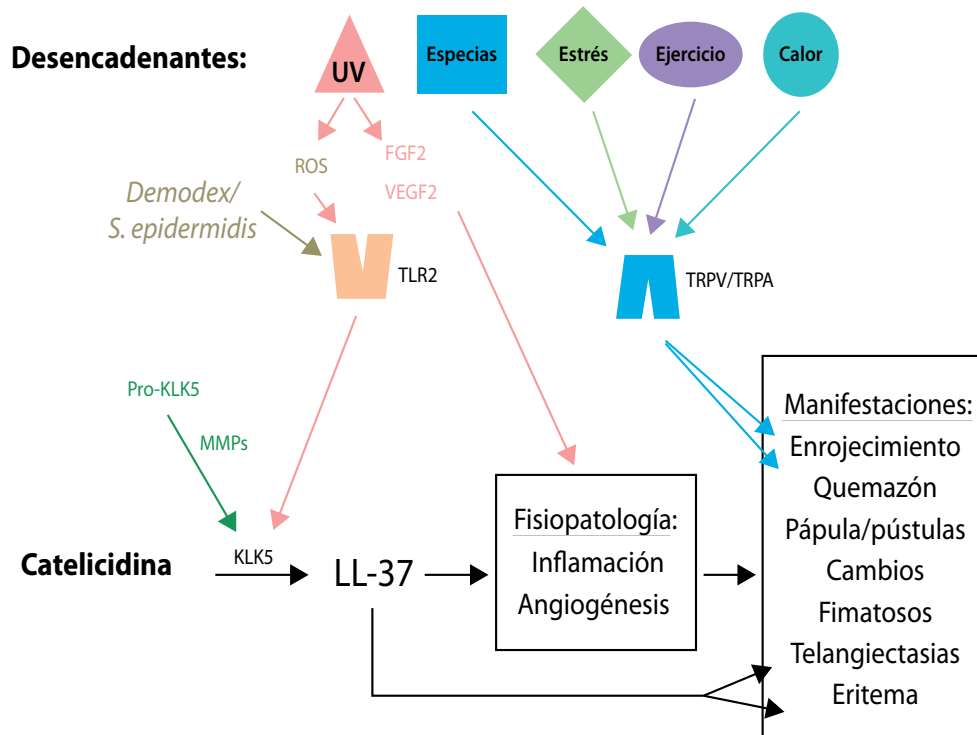 Desencadenantes:
UV
Especias
Estrés
Ejercicio
Calor
ROS
FGF2
VEGF2
Demodex/
S. epidermidis
TLR2
TRPV/TRPA
Pro-KLK5
MMPs
Catelicidina
KLK5
LL-37
Fisiopatología:
Inflamación
Angiogénesis
Manifestaciones:
Enrojecimiento
Quemazón
Pápula/pústulas
Cambios
Fimatosos
Telangiectasias
Eritema